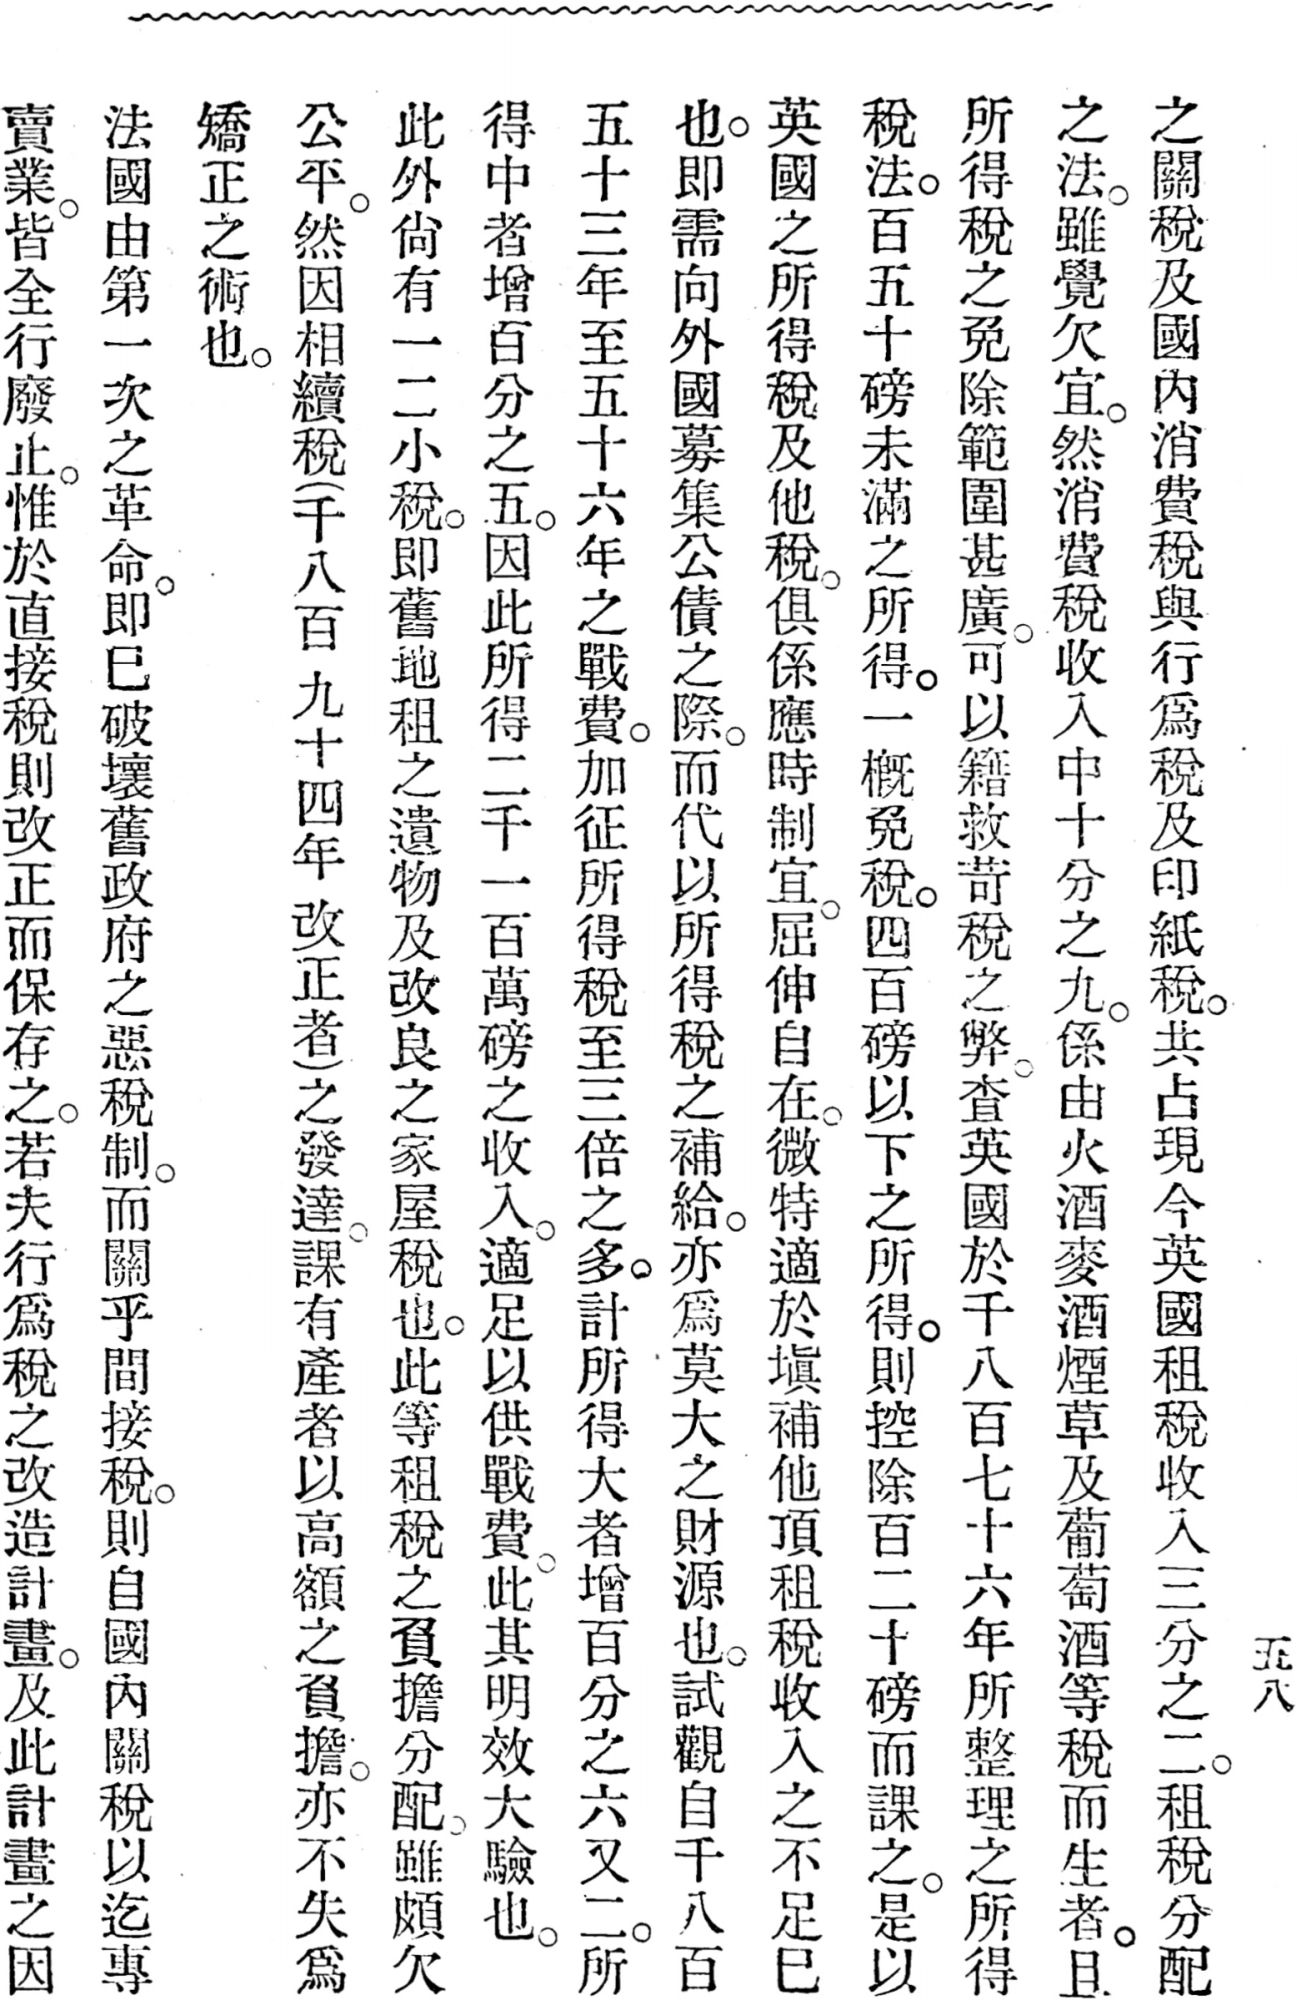 五八
之關稅及國內消費稅與行爲稅及印紙稅。共占現今英國租稅收入三分之二。租稅分配
之法。雖覺欠宜。然消費稅收入中十分之九。係由火酒麥酒煙草及葡萄酒等稅而生者。且
所得稅之免除範圍甚廣。可以籍救苛稅之弊。査英國於千八百七十六年所整理之所得
稅法。百五十磅未滿之所得。一槪免稅。四百磅以下之所得。則控除百二十磅而課之。是以
英國之所得稅及他稅。俱係應時制宜。屈伸自在。微特適於塡補他項租稅收入之不足巳
也。即需向外國募集公債之際。而代以所得稅之補給。亦爲莫大之財源也。試觀自千八百
五十三年至五十六年之戰費。加征所得稅至三倍之多。計所得大者增百分之六又二。所
得中者增百分之五。因此所得二千一百萬磅之收入。適足以供戰費。此其明效大驗也。
此外尙有一二小稅。即舊地租之遺物及改良之家屋稅也。此等租稅之負擔分配。雖頗欠
公平。然因相續稅(千八百九十四年改正者)之發達。課有產者以高額之負擔。亦不失爲
矯正之術也。
法國由第一次之革命。即巳破壞舊政府之惡稅制。而關乎間接稅。則自國內關稅以迄專
賣業。皆全行廢止。惟於直接稅則改正而保存之。若夫行爲稅之改造計畫。及此計畫之因